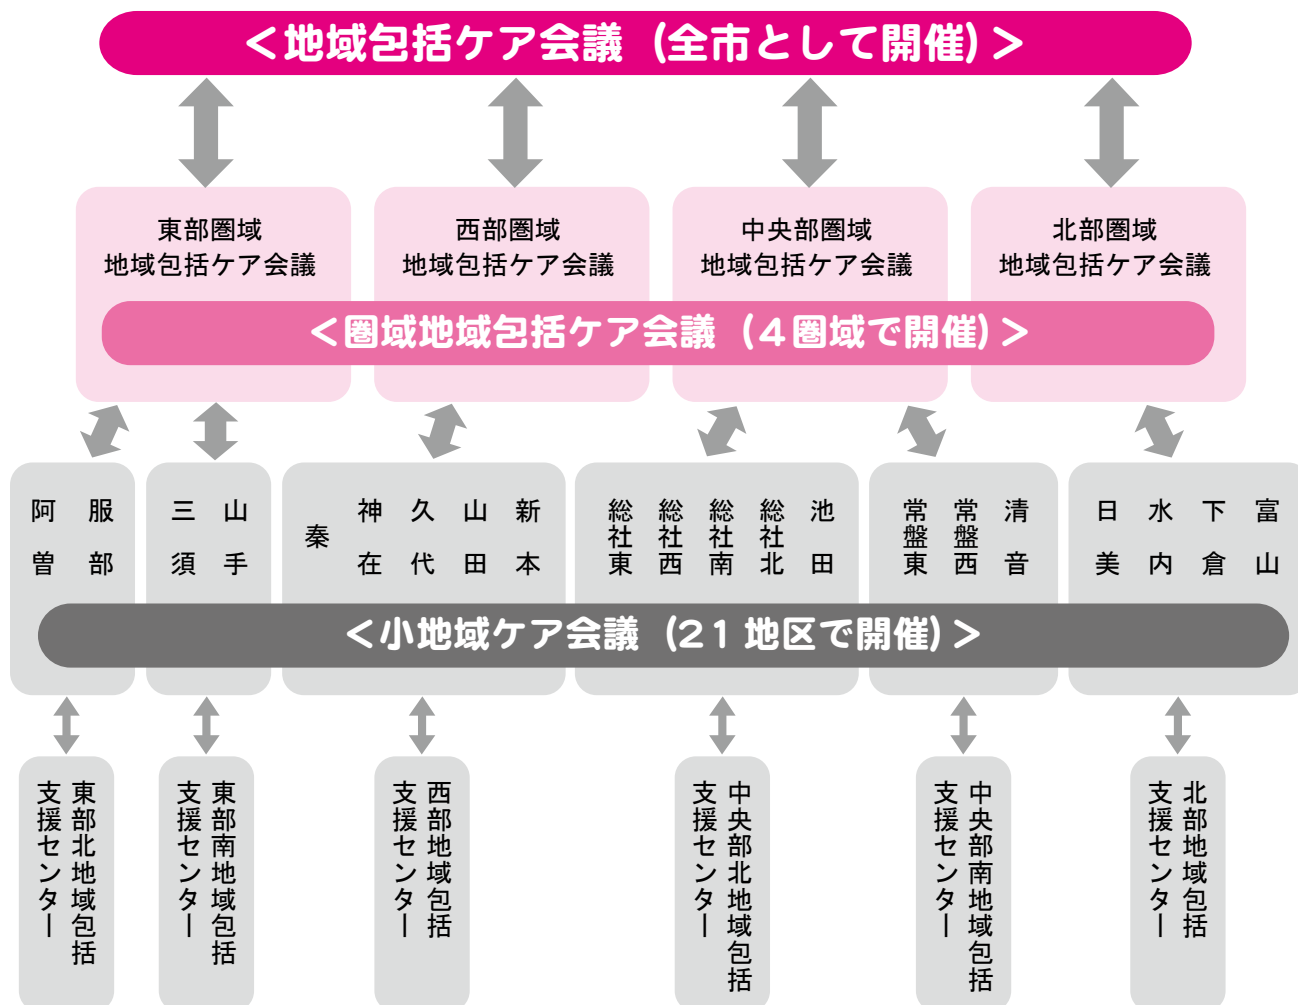 ＜地域包括ケア会議（全市として開催）＞
東部圏域
地域包括ケア会議
西部圏域
地域包括ケア会議
中央部圏域
地域包括ケア会議
北部圏域
地域包括ケア会議
＜圏域地域包括ケア会議（４圏域で開催）＞
阿曽
服部
三須
山手
秦
神在
久代
山田
新本
総社東
総社西
総社南
総社北
池田
常盤東
常盤西
清音
日美
水内
下倉
富山
＜小地域ケア会議（21地区で開催）＞
東部北地域包括
支援センター
東部南地域包括
支援センター
西部地域包括
支援センター
中央部北地域包括
支援センター
中央部南地域包括
支援センター
北部地域包括
支援センター